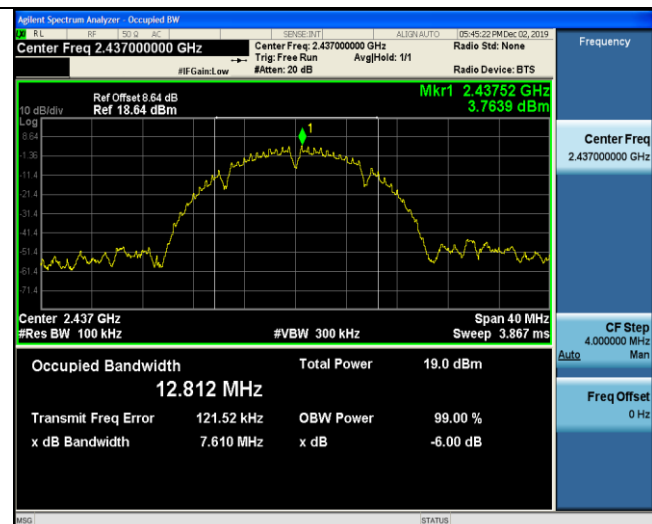 Agilent Spectrum Analyzer - Occupied BW
RL RF 50 Ω AC SENSE:INT ALIGN AUTO 05:45:22 PM Dec 02, 2019
Center Freq 2.437000000 GHz
Center Freq: 2.437000000 GHz
Radio Std: None
Trig: Free Run Avg|Hold: 1/1
#IFGain:Low
#Atten: 20 dB
Radio Device: BTS
Frequency
Ref Offset 8.64 dB
10 dB/div Ref 18.64 dBm
Mkr1 2.43752 GHz
3.7639 dBm
Log
8.64
-1.36
-11.4
-21.4
-31.4
-41.4
-51.4
-61.4
-71.4
1
Center Freq
2.437000000 GHz
Center 2.437 GHz
Span 40 MHz
#Res BW 100 kHz
#VBW 300 kHz
Sweep 3.867 ms
CF Step
4.000000 MHz
Auto Man
Occupied Bandwidth
12.812 MHz
Total Power 19.0 dBm
Transmit Freq Error 121.52 kHz
OBW Power 99.00 %
x dB Bandwidth 7.610 MHz
x dB -6.00 dB
Freq Offset
0 Hz
MSG
STATUS